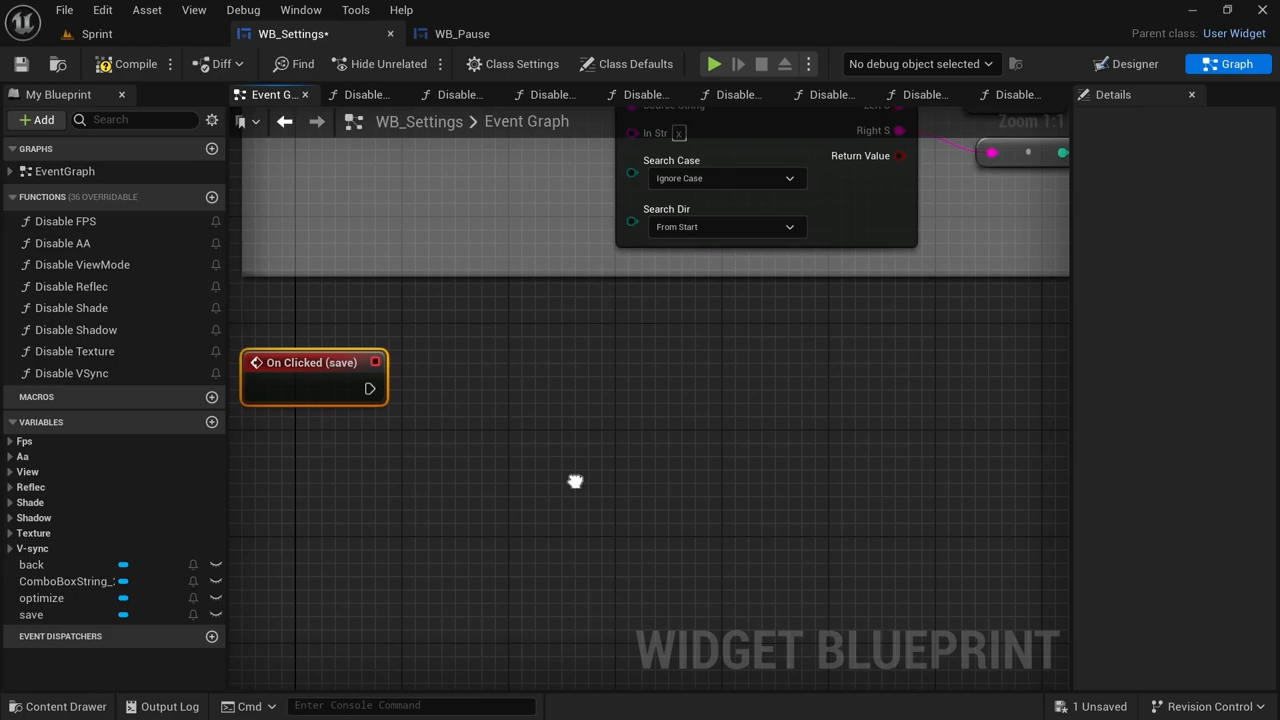 File Edit Asset View Debug Window Tools Help
Sprint WB_Settings* WB_Pause Parent class: User Widget
Compile Diff Find Hide Unrelated Class Settings Class Defaults No debug object selected Designer Graph
My Blueprint Event G... Disable... Disable... Disable... Disable... Disable... Disable... Disable... Disable... Details
Add Search WB_Settings Event Graph Zoom 1:1
In Str x Right S
Return Value
Search Case
Ignore Case
Search Dir
From Start
GRAPHS
EventGraph
FUNCTIONS (36 OVERRIDABLE
Disable FPS
Disable AA
Disable ViewMode
Disable Reflec
Disable Shade
Disable Shadow
Disable Texture
Disable VSync
MACROS
VARIABLES
Fps
Aa
View
Reflec
Shade
Shadow
Texture
V-sync
back
ComboBoxString_
optimize
save
EVENT DISPATCHERS
On Clicked (save)
WIDGET BLUEPRINT
Content Drawer Output Log Cmd Enter Console Command 1 Unsaved Revision Control